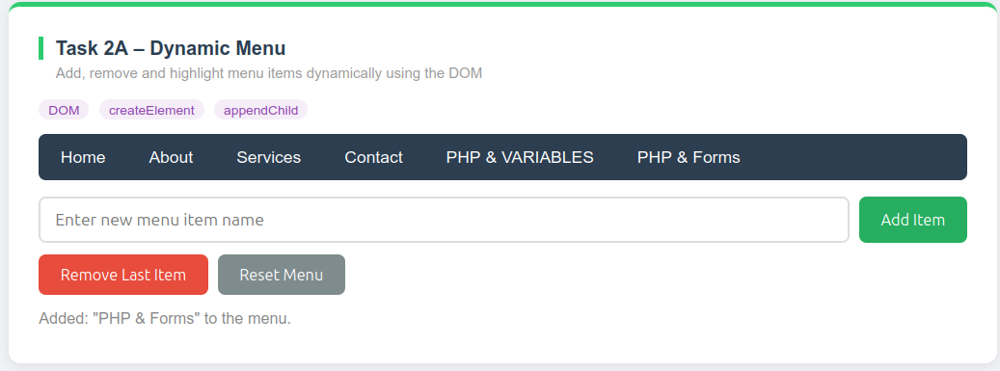 Task 2A – Dynamic Menu
Add, remove and highlight menu items dynamically using the DOM
DOM createElement appendChild
Home About Services Contact PHP & VARIABLES PHP & Forms
Enter new menu item name Add Item
Remove Last Item Reset Menu
Added: "PHP & Forms" to the menu.